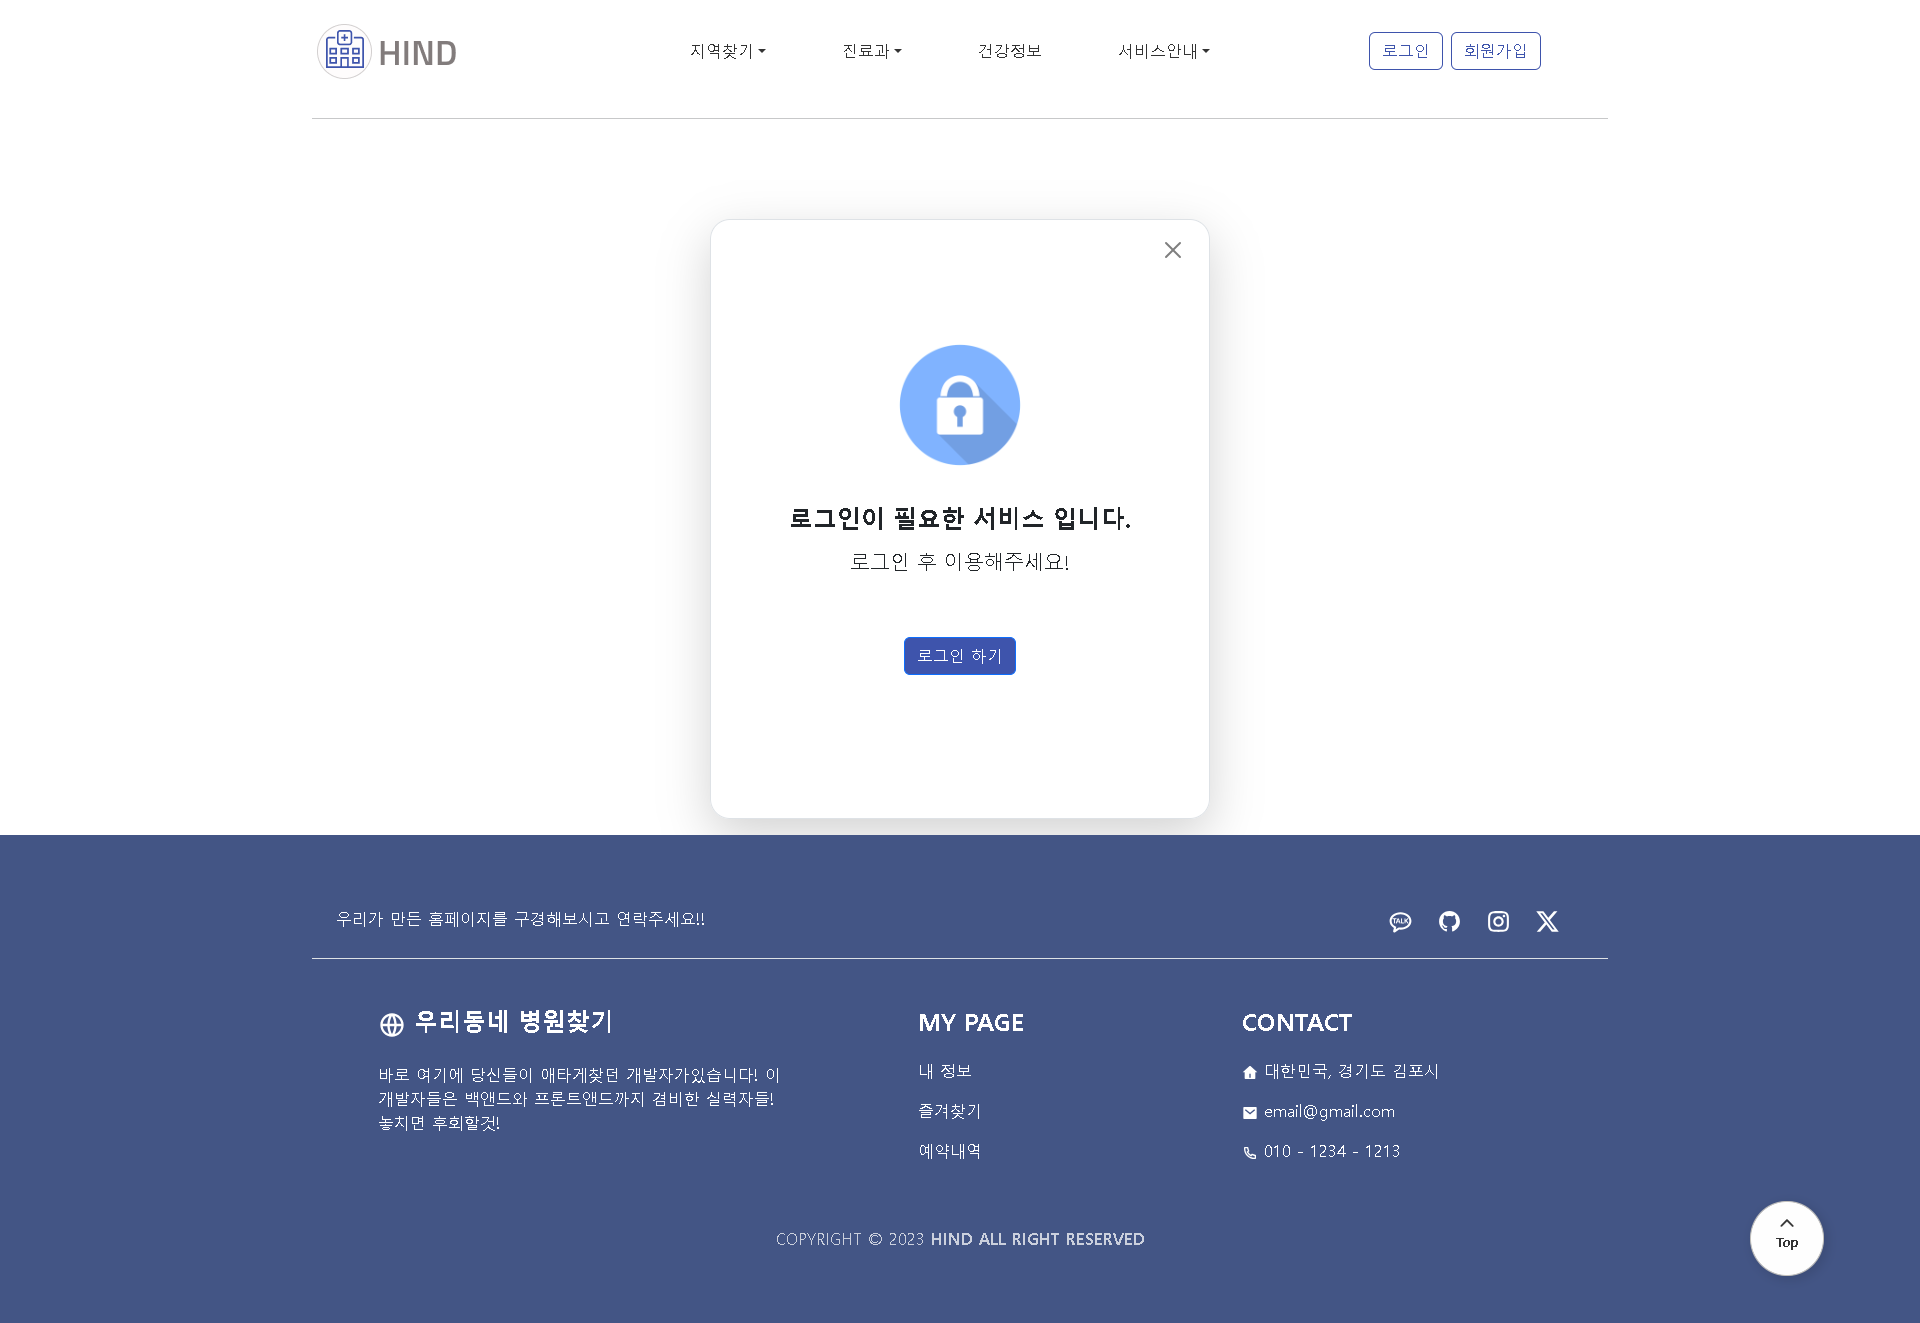 HIND
지역찾기
진료과
건강정보
서비스안내
로그인
회원가입
로그인이 필요한 서비스 입니다.
로그인 후 이용해주세요!
로그인 하기
우리가 만든 홈페이지를 구경해보시고 연락주세요!!
TALK
우리동네 병원찾기
바로 여기에 당신들이 애타게찾던 개발자가있습니다! 이
개발자들은 백앤드와 프론트앤드까지 겸비한 실력자들!
놓치면 후회할것!
MY PAGE
내 정보
즐겨찾기
예약내역
CONTACT
대한민국, 경기도 김포시
email@gmail.com
010 - 1234 - 1213
COPYRIGHT © 2023 HIND ALL RIGHT RESERVED
Top